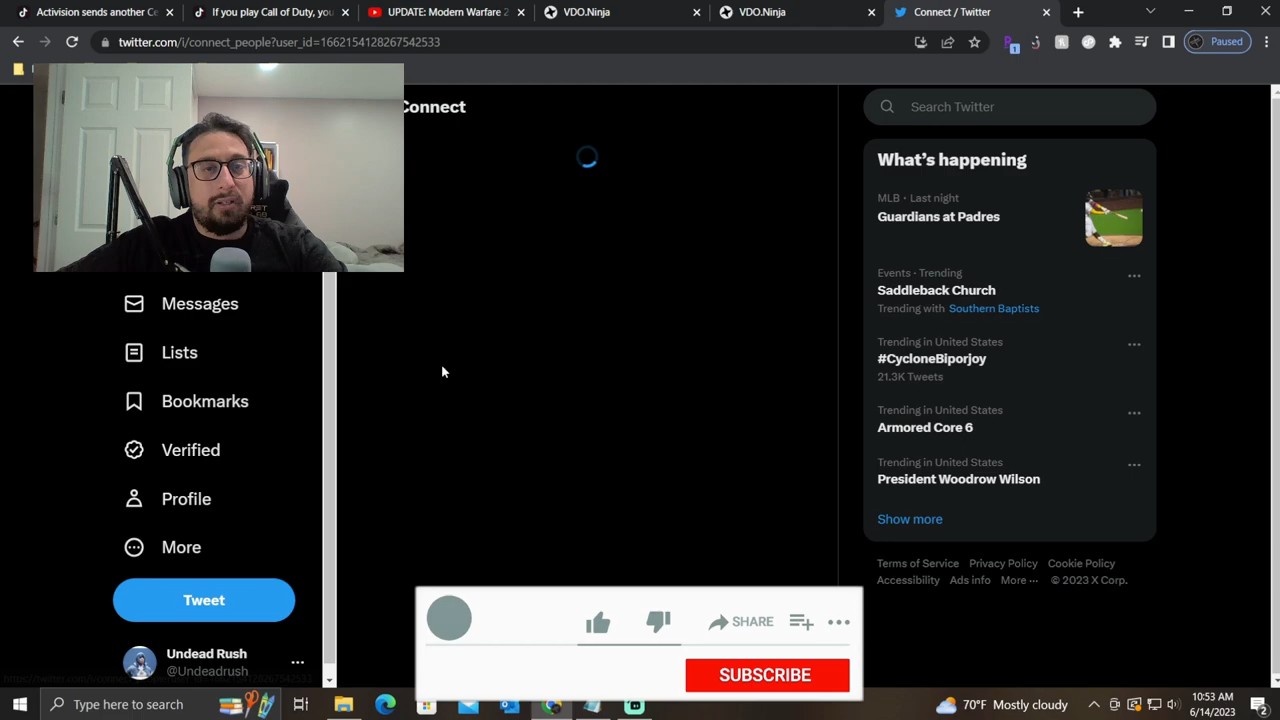 Activision sends another Ce
If you play Call of Duty, you
UPDATE: Modern Warfare 2
VDO.Ninja
VDO.Ninja
Connect / Twitter
twitter.com/i/connect_people?user_id=1662154128267542533
Paused
Connect
Messages
Lists
Bookmarks
Verified
Profile
More
Tweet
Undead Rush
@Undeadrush
Search Twitter
What's happening
MLB · Last night
Guardians at Padres
Events · Trending
Saddleback Church
Trending with Southern Baptists
Trending in United States
#CycloneBiporjoy
21.3K Tweets
Trending in United States
Armored Core 6
Trending in United States
President Woodrow Wilson
Show more
Terms of Service Privacy Policy Cookie Policy
Accessibility Ads info More ··· © 2023 X Corp.
SHARE
SUBSCRIBE
Type here to search
70°F Mostly cloudy
10:53 AM
6/14/2023
2